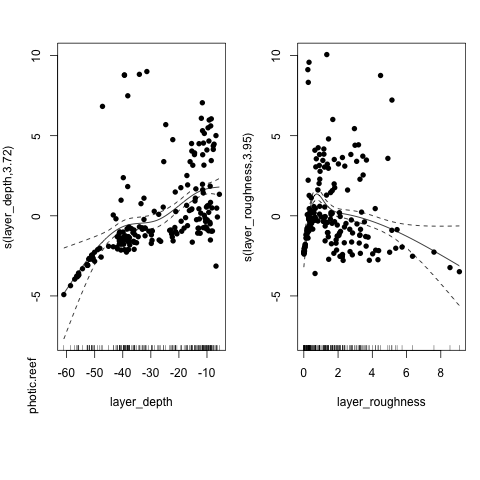 s(layer_depth,3.72)
10
5
0
-5
-60 -50 -40 -30 -20 -10
layer_depth
photic.reef
s(layer_roughness,3.95)
10
5
0
-5
0 2 4 6 8
layer_roughness